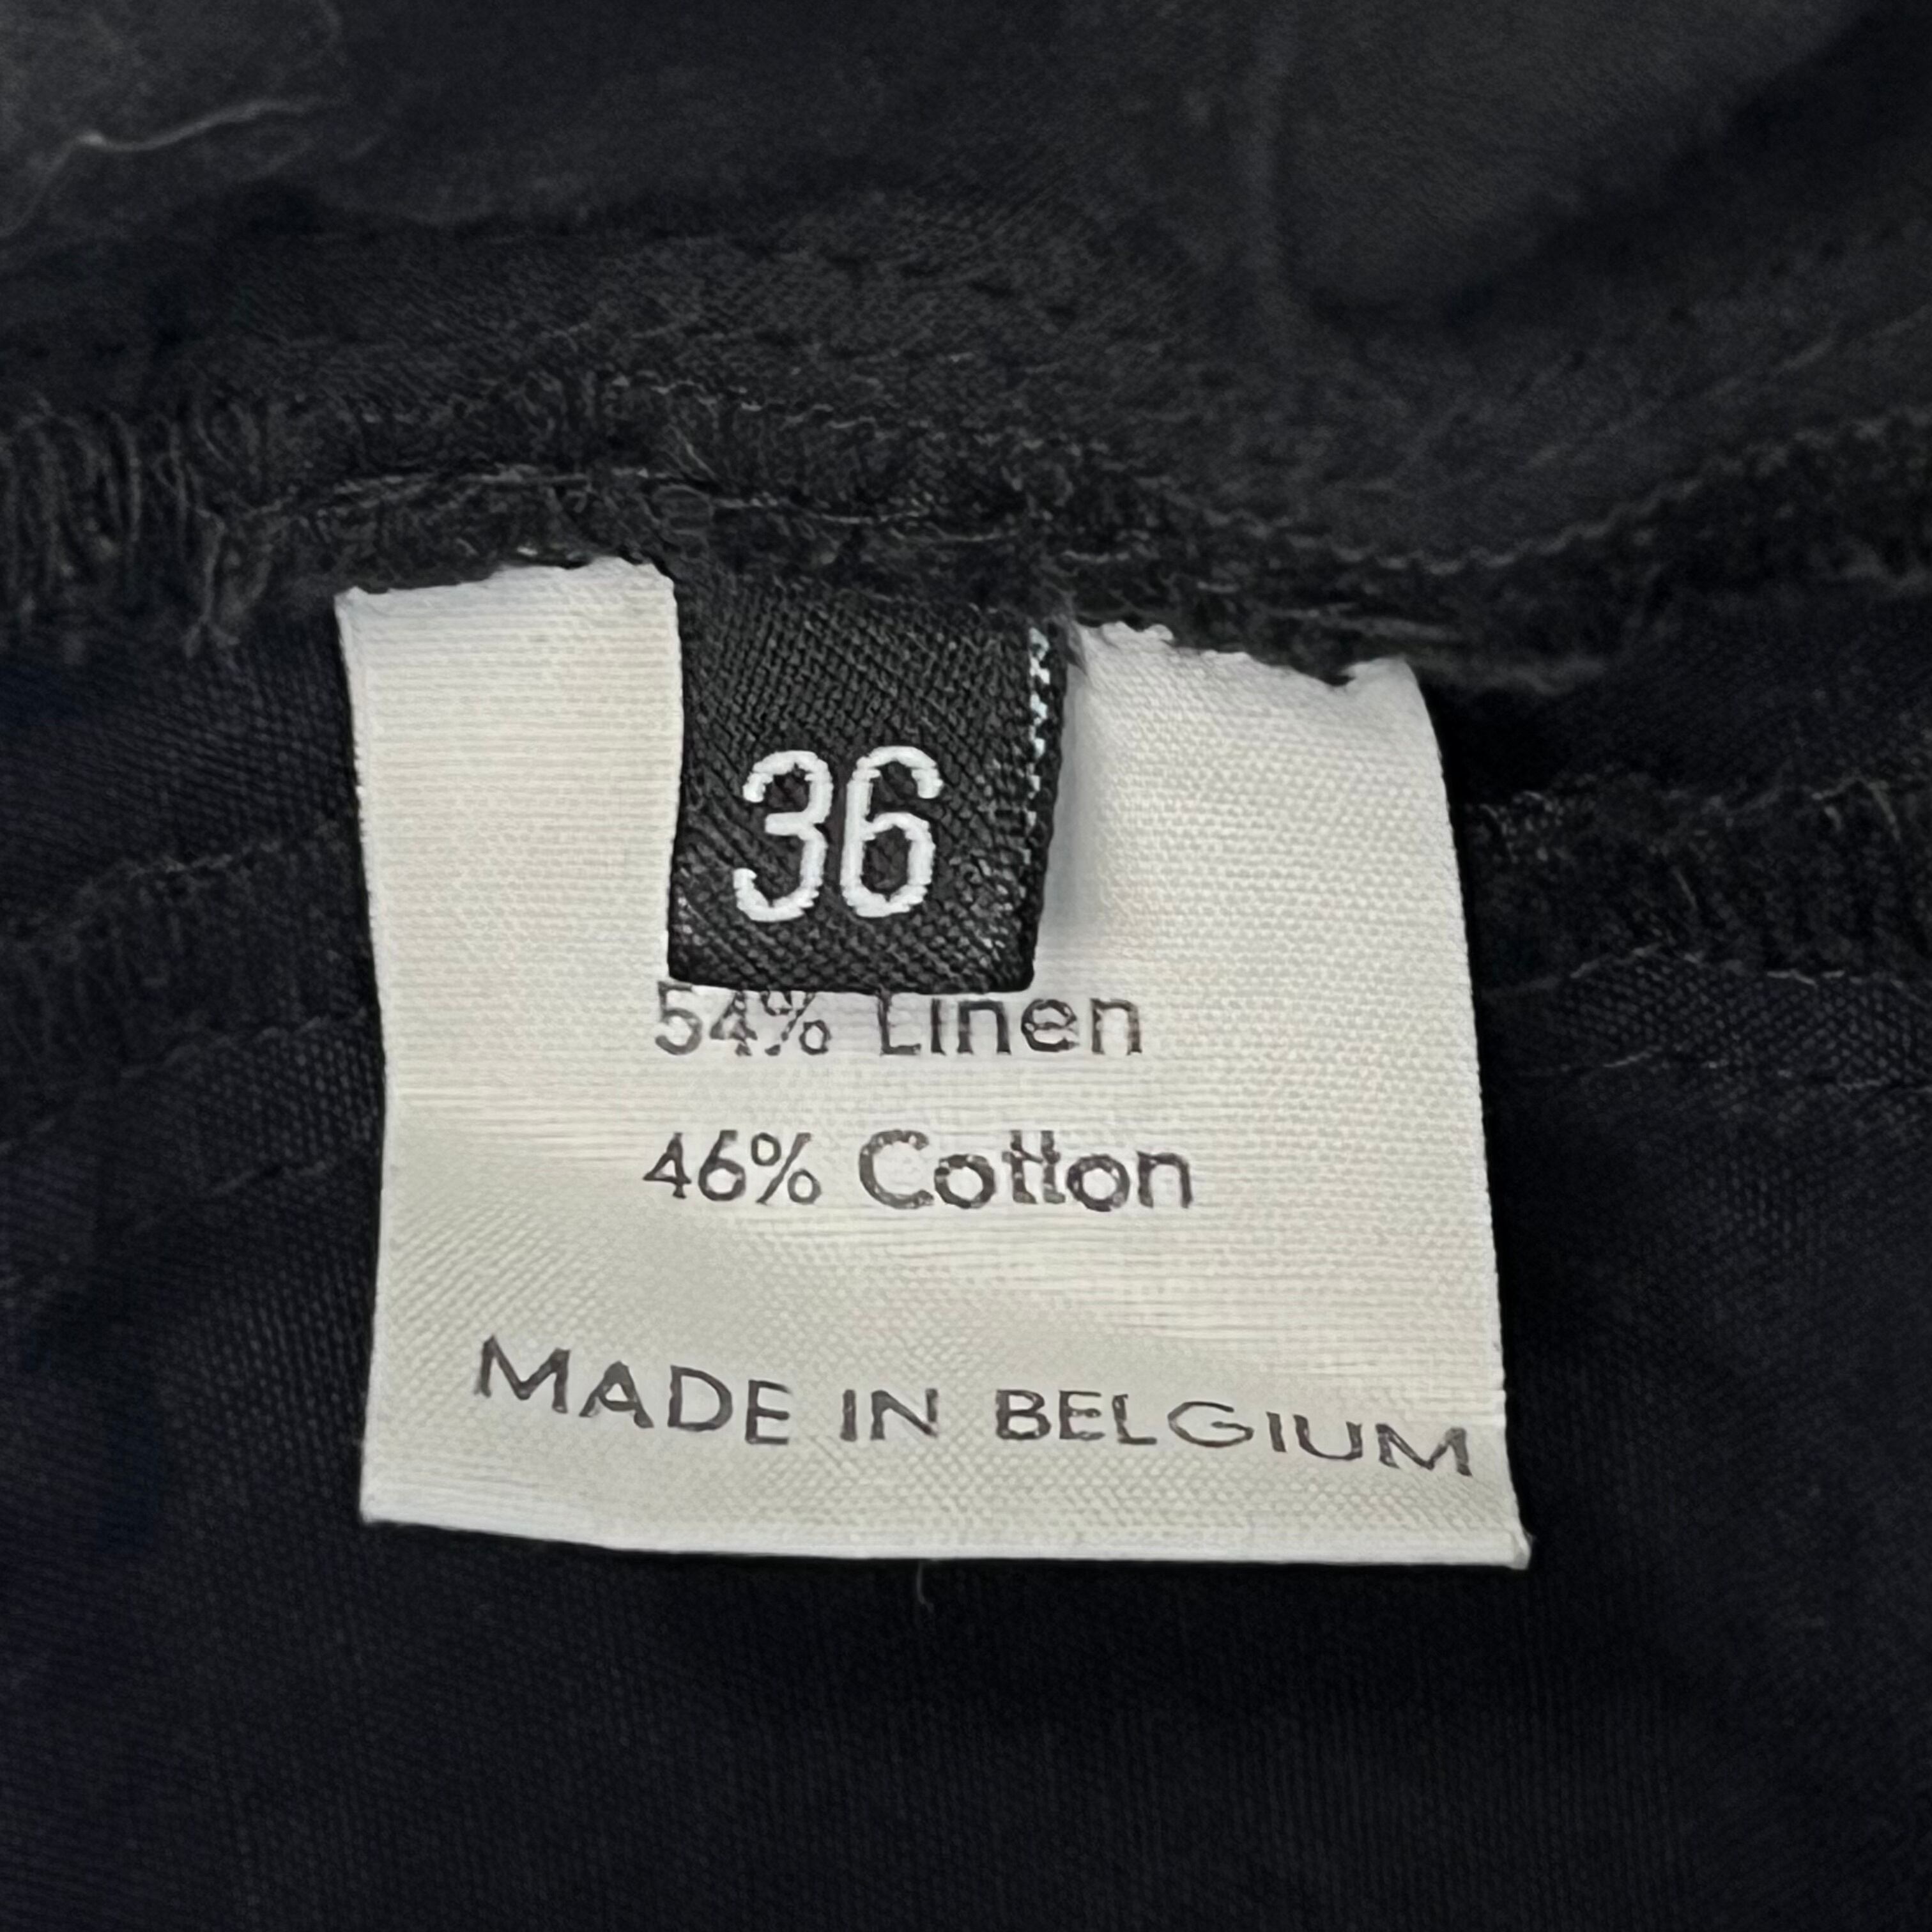 36
54% Linen
46% Cotton
MADE IN BELGIUM